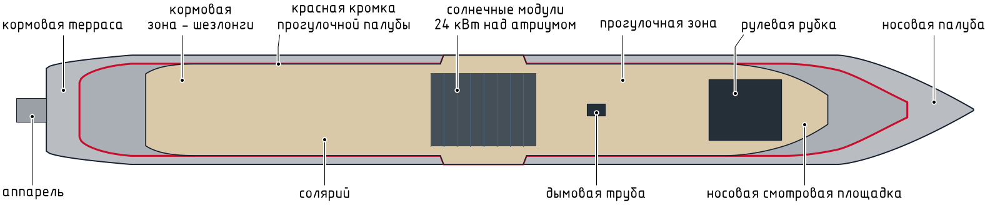 кормовая терраса
кормовая
зона – шезлонги
красная кромка
прогулочной палубы
солнечные модули
24 кВт над атриумом
прогулочная зона
рулевая рубка
носовая палуба
аппарель
солярий
дымовая труба
носовая смотровая площадка